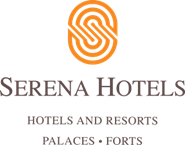 SERENA HOTELS
HOTELS AND RESORTS
PALACES • FORTS